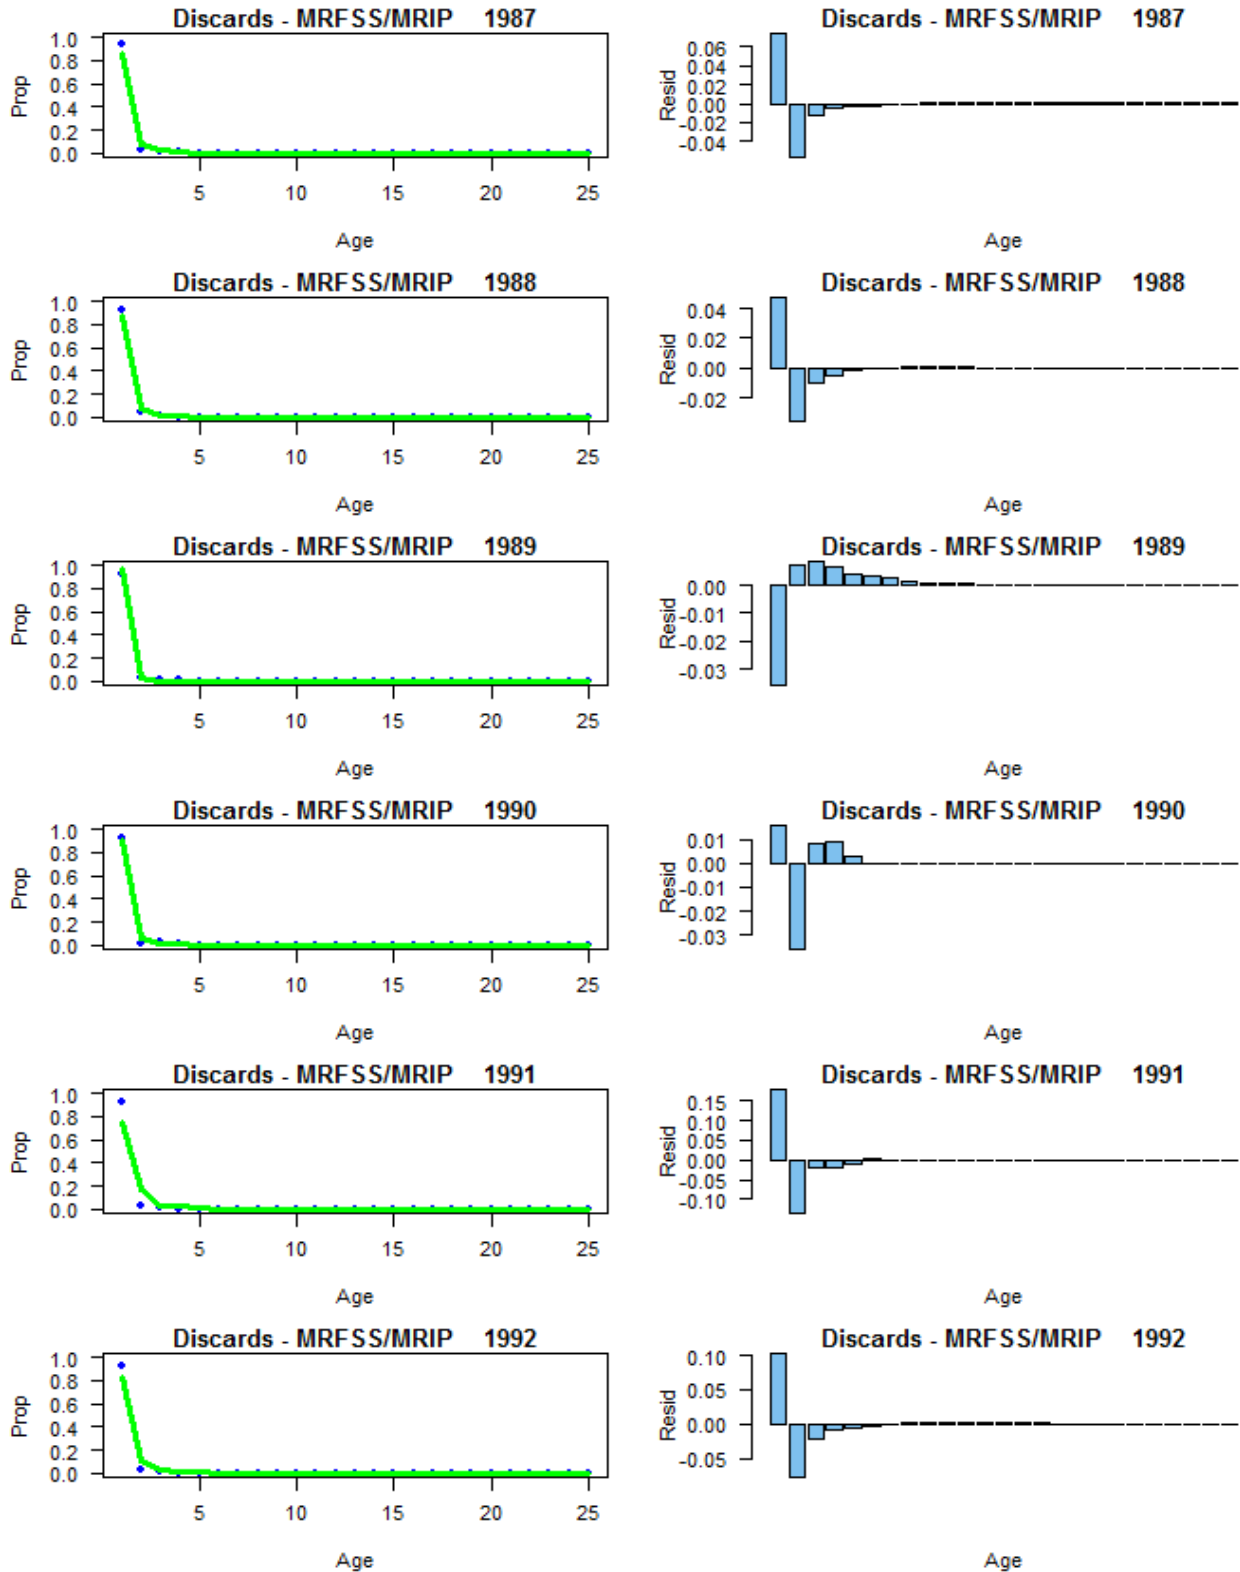 Discards - MRFSS/MRIP 1987
Prop
1.0
0.8
0.6
0.4
0.2
0.0
5 10 15 20 25
Age
Discards - MRFSS/MRIP 1987
Resid
0.06
0.04
0.02
0.00
-0.02
-0.04
Age
Discards - MRFSS/MRIP 1988
Prop
1.0
0.8
0.6
0.4
0.2
0.0
5 10 15 20 25
Age
Discards - MRFSS/MRIP 1988
Resid
0.04
0.02
0.00
-0.02
Age
Discards - MRFSS/MRIP 1989
Prop
1.0
0.8
0.6
0.4
0.2
0.0
5 10 15 20 25
Age
Discards - MRFSS/MRIP 1989
Resid
0.00
-0.01
-0.02
-0.03
Age
Discards - MRFSS/MRIP 1990
Prop
1.0
0.8
0.6
0.4
0.2
0.0
5 10 15 20 25
Age
Discards - MRFSS/MRIP 1990
Resid
0.01
0.00
-0.01
-0.02
-0.03
Age
Discards - MRFSS/MRIP 1991
Prop
1.0
0.8
0.6
0.4
0.2
0.0
5 10 15 20 25
Age
Discards - MRFSS/MRIP 1991
Resid
0.15
0.10
0.05
0.00
-0.05
-0.10
Age
Discards - MRFSS/MRIP 1992
Prop
1.0
0.8
0.6
0.4
0.2
0.0
5 10 15 20 25
Age
Discards - MRFSS/MRIP 1992
Resid
0.10
0.05
0.00
-0.05
Age